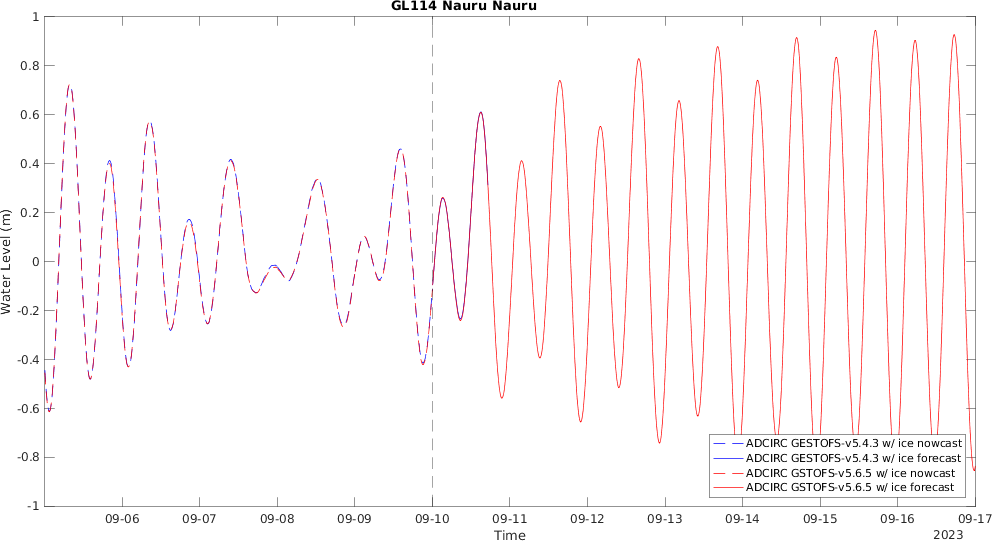 GL114 Nauru Nauru
Water Level (m)
1
0.8
0.6
0.4
0.2
0
-0.2
-0.4
-0.6
-0.8
-1
ADCIRC GESTOFS-v5.4.3 w/ ice nowcast
ADCIRC GESTOFS-v5.4.3 w/ ice forecast
ADCIRC GSTOFS-v5.6.5 w/ ice nowcast
ADCIRC GSTOFS-v5.6.5 w/ ice forecast
09-06 09-07 09-08 09-09 09-10 09-11 09-12 09-13 09-14 09-15 09-16 09-17
Time
2023